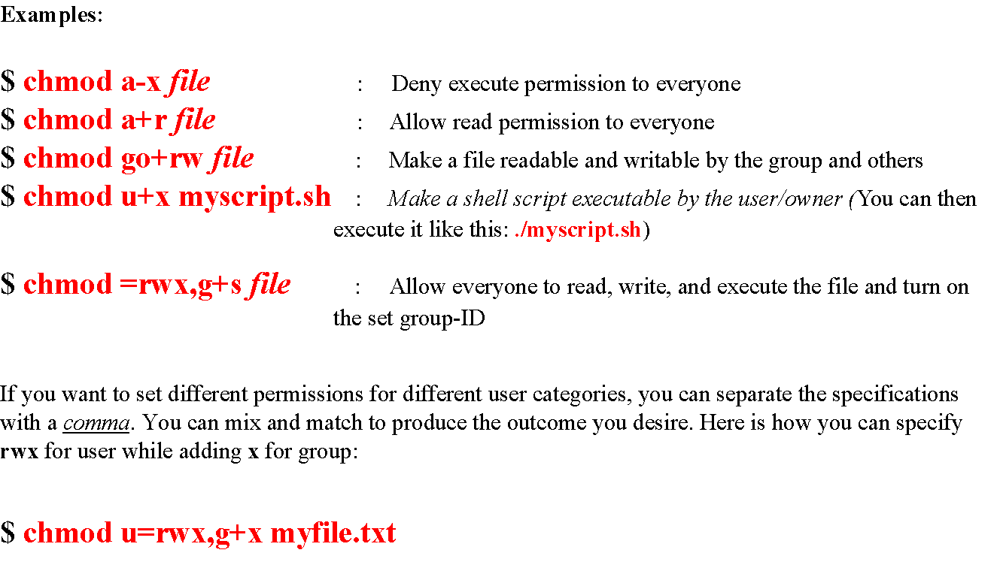 Examples:
$ chmod a-x file : Deny execute permission to everyone
$ chmod a+r file : Allow read permission to everyone
$ chmod go+rw file : Make a file readable and writable by the group and others
$ chmod u+x myscript.sh : Make a shell script executable by the user/owner (You can then
execute it like this: ./myscript.sh)
$ chmod =rwx,g+s file : Allow everyone to read, write, and execute the file and turn on
the set group-ID
If you want to set different permissions for different user categories, you can separate the specifications
with a comma. You can mix and match to produce the outcome you desire. Here is how you can specify
rwx for user while adding x for group:
$ chmod u=rwx,g+x myfile.txt